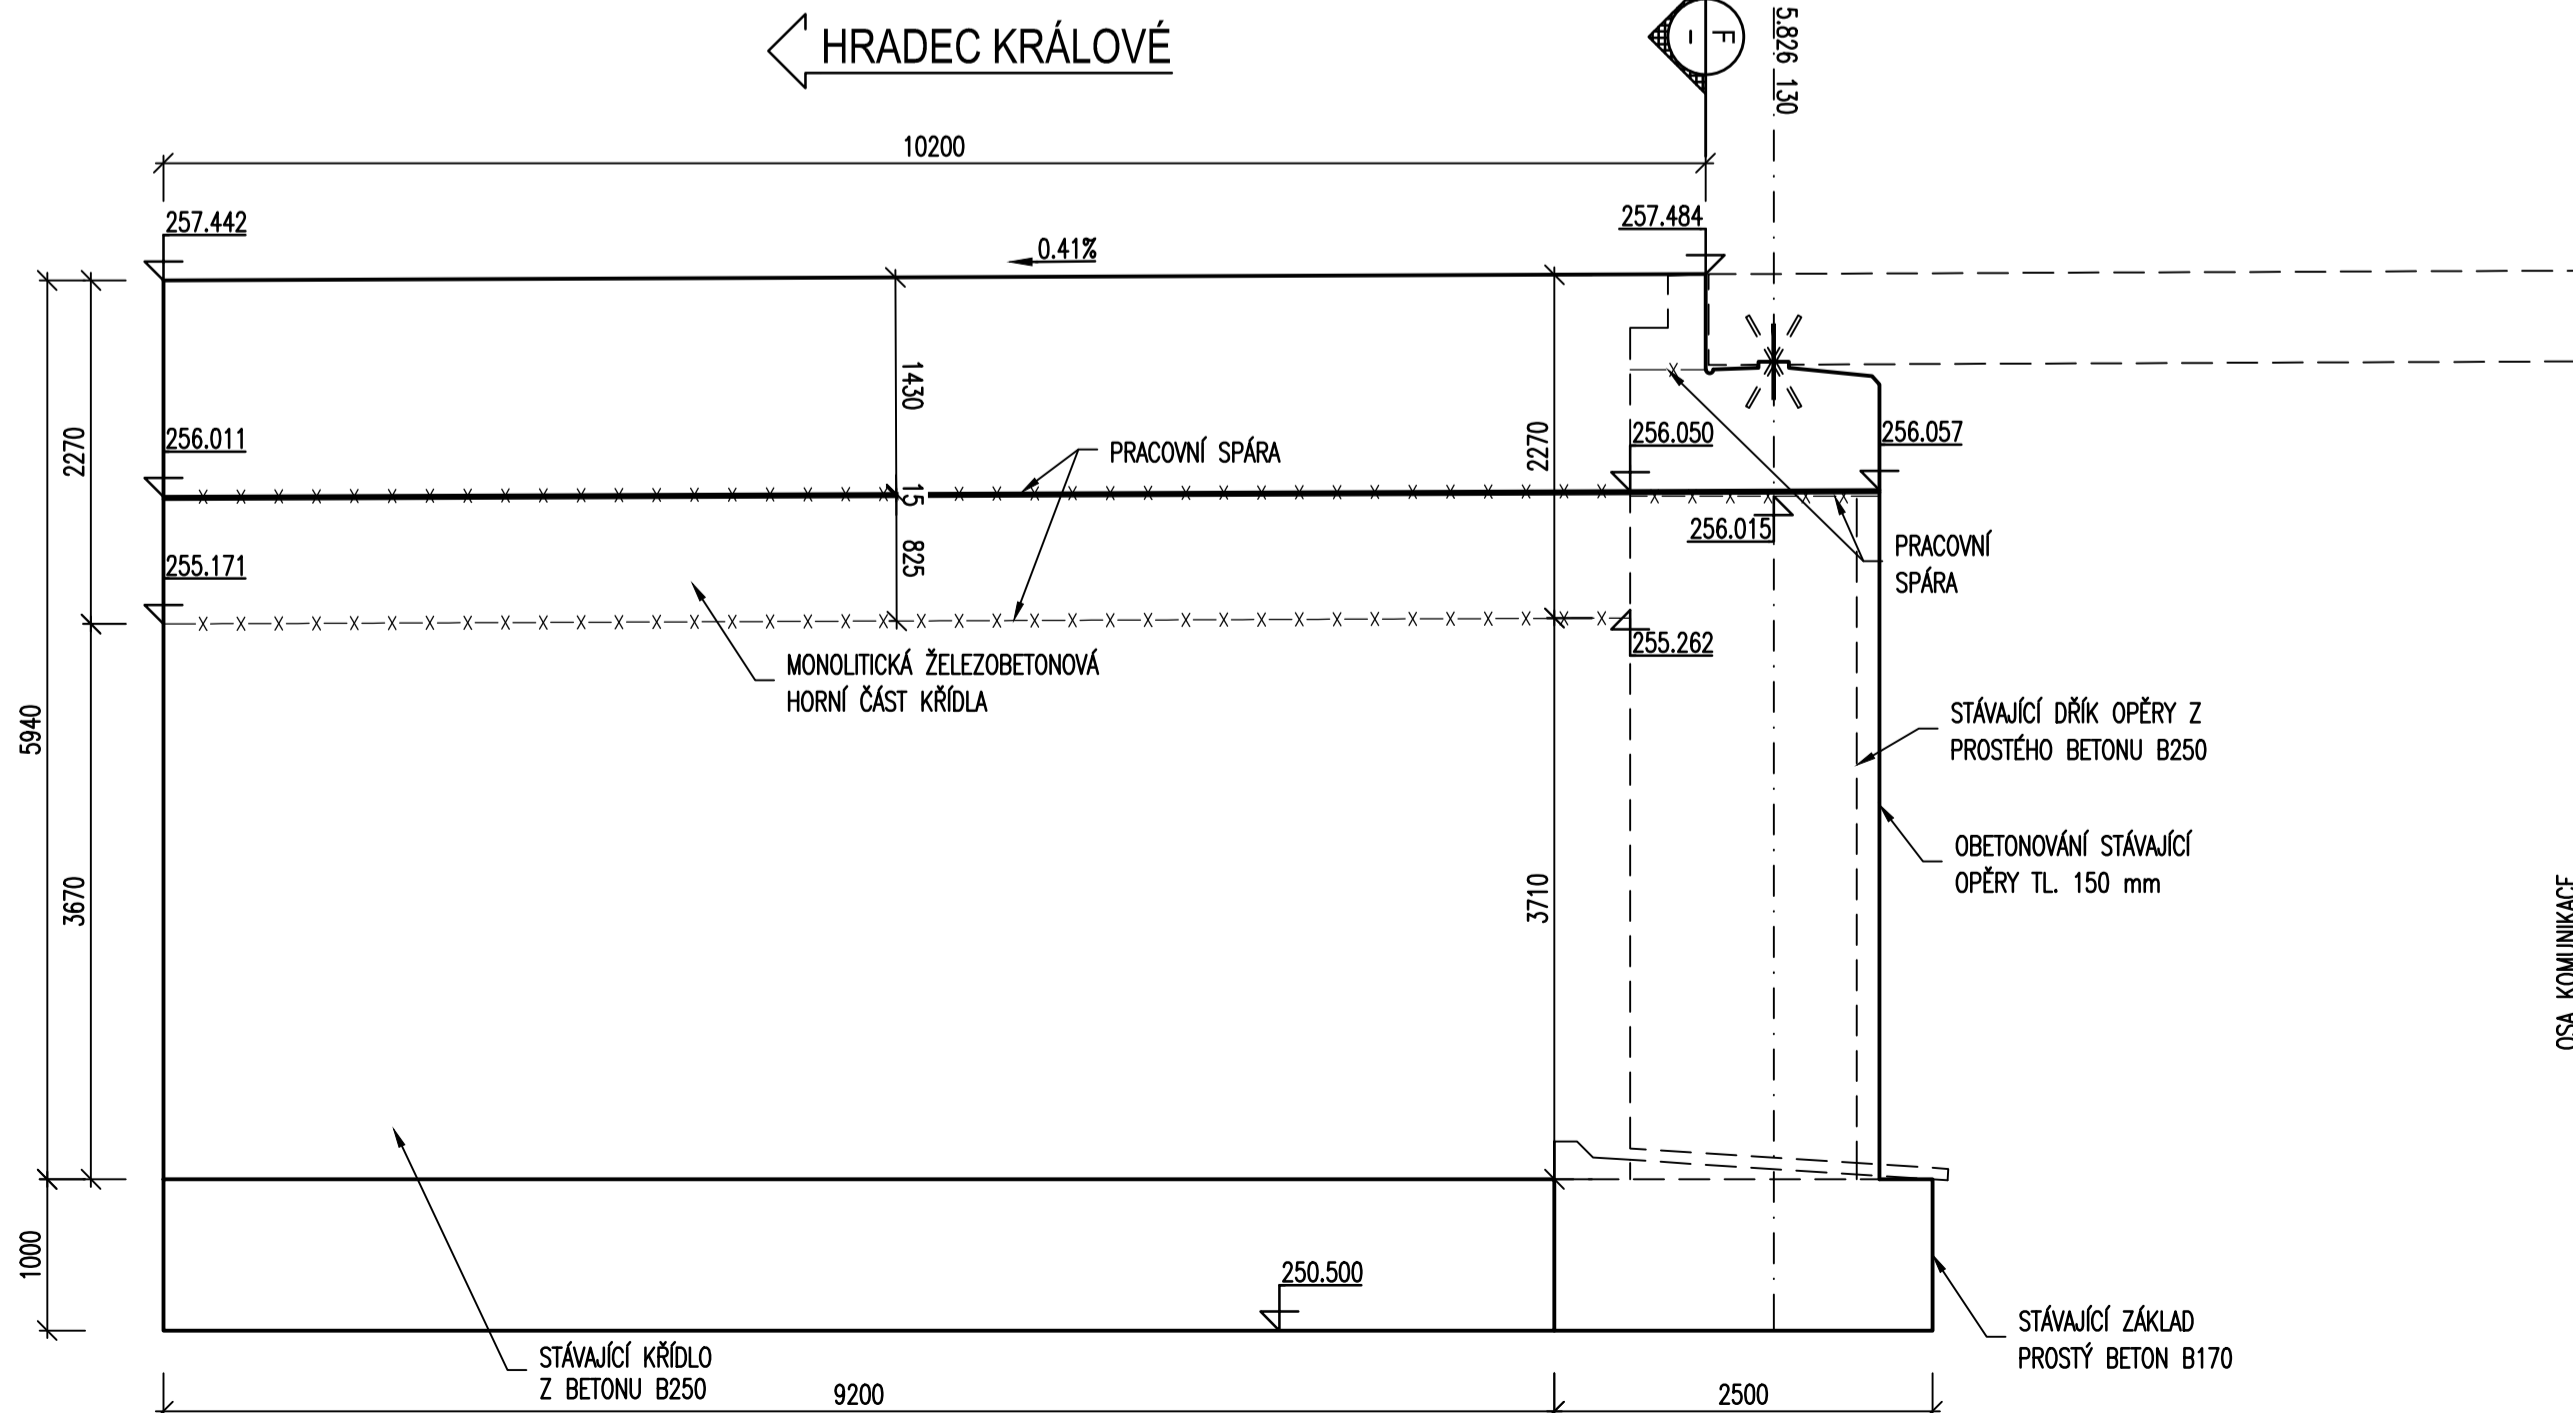 HRADEC KRÁLOVÉ
F
-
5.826 130
10200
257.442
257.484
0.41%
1430
2270
256.011
PRACOVNÍ SPÁRA
2270
256.050
256.057
15
256.015
825
PRACOVNÍ
SPÁRA
255.171
255.262
MONOLITICKÁ ŽELEZOBETONOVÁ
HORNÍ ČÁST KŘÍDLA
5940
STÁVAJÍCÍ DŘÍK OPĚRY Z
PROSTÉHO BETONU B250
OBETONOVÁNÍ STÁVAJÍCÍ
OPĚRY TL. 150 mm
3670
3710
OSA KOMUNIKACE
1000
250.500
STÁVAJÍCÍ ZÁKLAD
PROSTÝ BETON B170
STÁVAJÍCÍ KŘÍDLO
Z BETONU B250
9200
2500